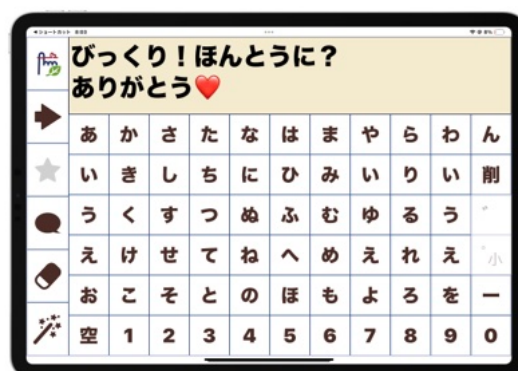 びっくり！ほんとうに？
ありがとう❤️
あ か さ た な は ま や ら わ ん
い き し ち に ひ み い り い 削
う く す つ ぬ ふ む ゆ る う ゛
え け せ て ね へ め え れ え ゜小
お こ そ と の ほ も よ ろ を ー
空 1 2 3 4 5 6 7 8 9 0